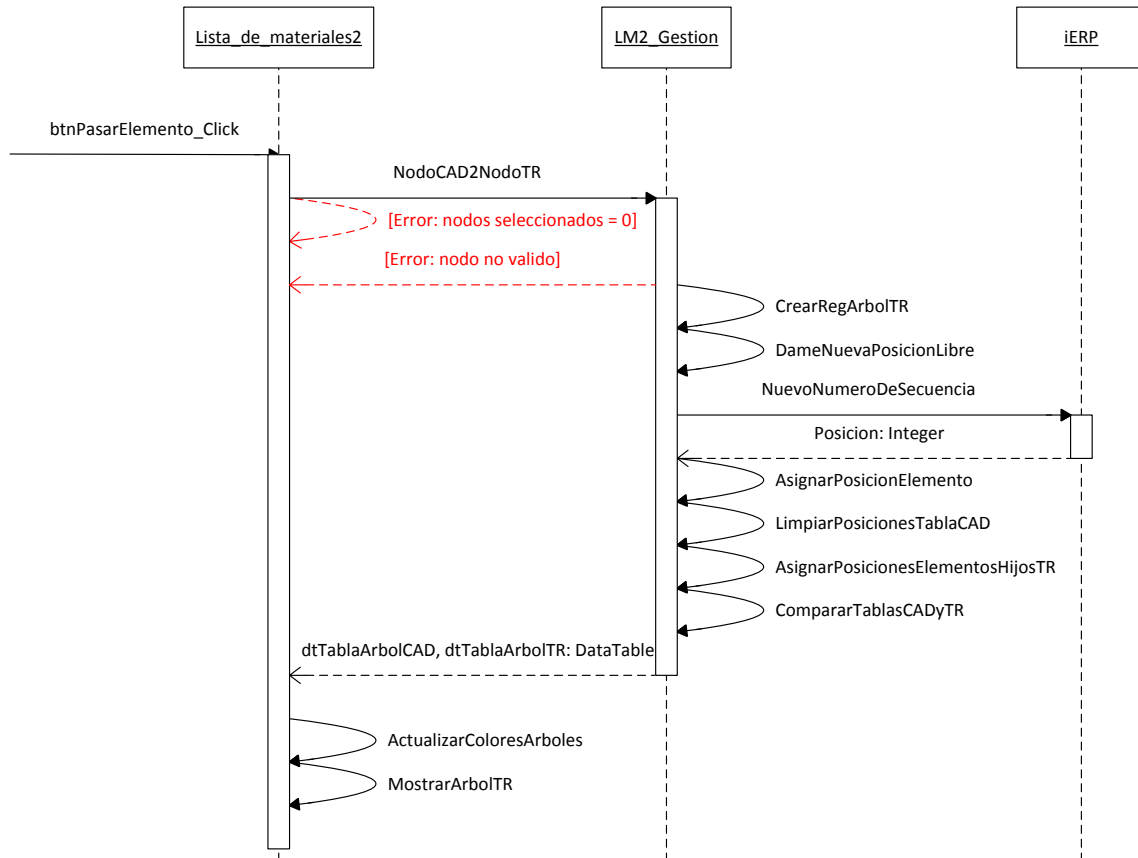 Lista_de_materiales2
LM2_Gestion
iERP
btnPasarElemento_Click
NodoCAD2NodoTR
[Error: nodos seleccionados = 0]
[Error: nodo no valido]
CrearRegArbolTR
DameNuevaPosicionLibre
NuevoNumeroDeSecuencia
Posicion: Integer
AsignarPosicionElemento
LimpiarPosicionesTablaCAD
AsignarPosicionesElementosHijosTR
CompararTablasCADyTR
dtTablaArbolCAD, dtTablaArbolTR: DataTable
ActualizarColoresArboles
MostrarArbolTR